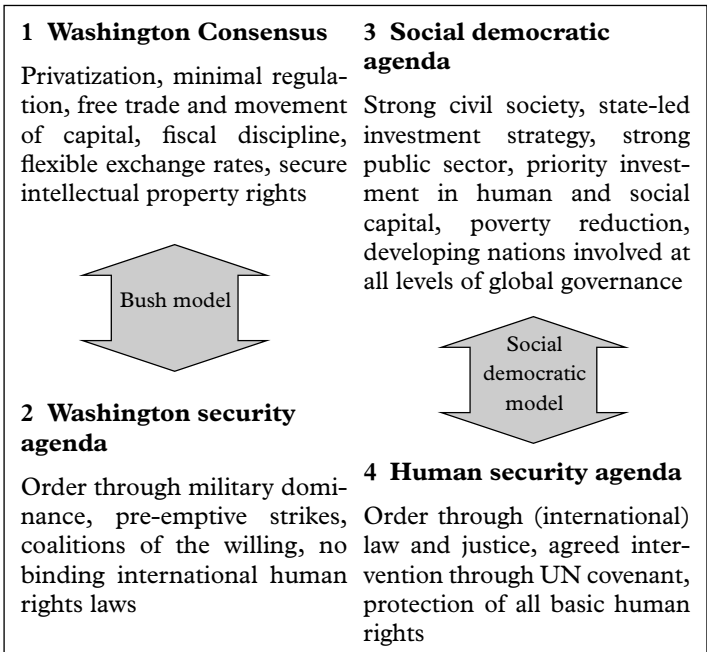 1 Washington Consensus
Privatization, minimal regula-
tion, free trade and movement
of capital, fiscal discipline,
flexible exchange rates, secure
intellectual property rights
Bush model
2 Washington security
agenda
Order through military domi-
nance, pre-emptive strikes,
coalitions of the willing, no
binding international human
rights laws
3 Social democratic
agenda
Strong civil society, state-led
investment strategy, strong
public sector, priority invest-
ment in human and social
capital, poverty reduction,
developing nations involved at
all levels of global governance
Social
democratic
model
4 Human security agenda
Order through (international)
law and justice, agreed inter-
vention through UN covenant,
protection of all basic human
rights